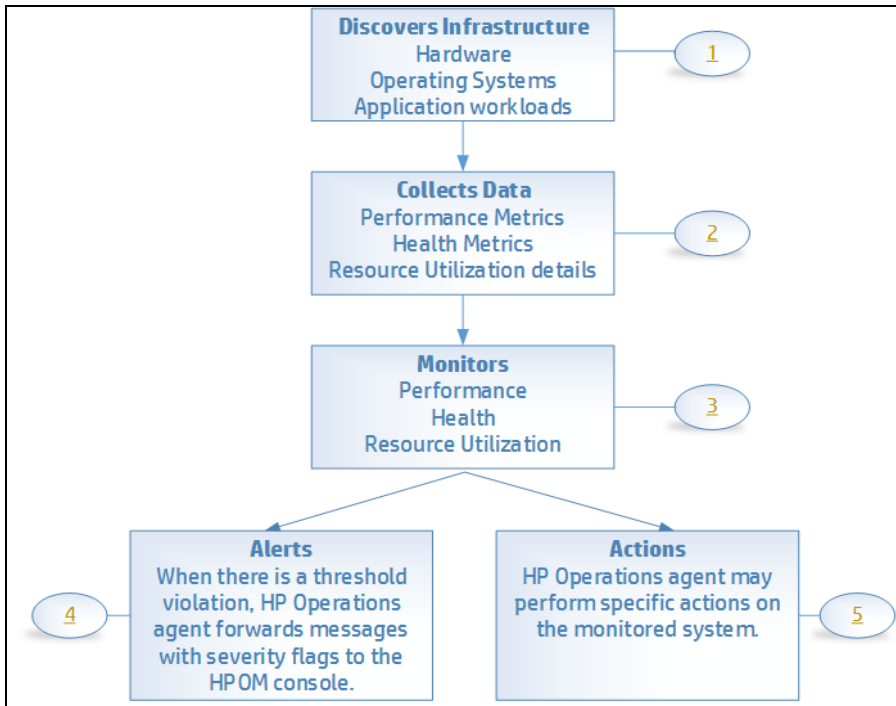 Discovers Infrastructure
Hardware
Operating Systems
Application workloads
1
Collects Data
Performance Metrics
Health Metrics
Resource Utilization details
2
Monitors
Performance
Health
Resource Utilization
3
Alerts
When there is a threshold
violation, HP Operations
agent forwards messages
with severity flags to the
HPOM console.
4
Actions
HP Operations agent may
perform specific actions on
the monitored system.
5